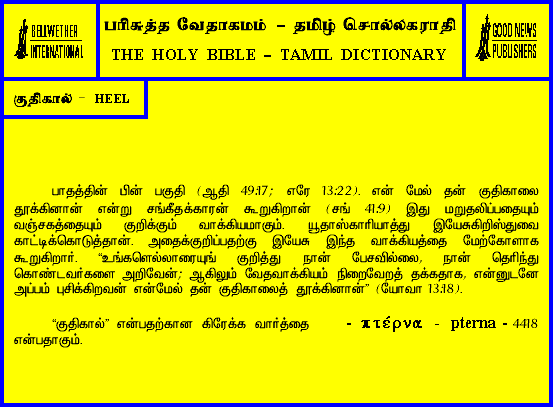 BELLWETHER
INTERNATIONAL
பரிசுத்த வேதாகமம் – தமிழ் சொல்லகராதி
THE HOLY BIBLE – TAMIL DICTIONARY
GOOD NEWS
PUBLISHERS
குதிகால் – HEEL
பாதத்தின் பின் பகுதி (ஆதி 49:17; எரே 13:22). என் மேல் தன் குதிகாலை
தூக்கினான் என்று சங்கீதக்காரன் கூறுகிறான் (சங் 41:9) இது மறுதலிப்பதையும்
வஞ்சகத்தையும் குறிக்கும் வாக்கியமாகும். யூதாஸ்காரியாத்து இயேசுகிறிஸ்துவை
காட்டிக்கொடுத்தான். அதைக்குறிப்பதற்கு இயேசு இந்த வாக்கியத்தை மேற்கோளாக
கூறுகிறார். “உங்களெல்லாரையுங் குறித்து நான் பேசவில்லை, நான் தெரிந்து
கொண்டவர்களை அறிவேன்; ஆகிலும் வேதவாக்கியம் நிறைவேறத் தக்கதாக, என்னுடனே
அப்பம் புசிக்கிறவன் என்மேல் தன் குதிகாலைத் தூக்கினான்” (யோவா 13:18).
“குதிகால்” என்பதற்கான கிரேக்க வார்த்தை - πτέρνα - pterna - 4418
என்பதாகும்.